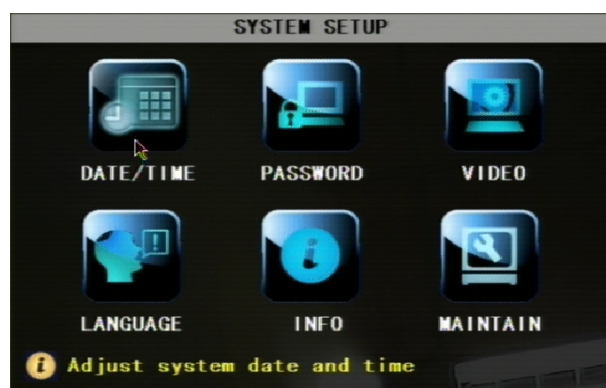 SYSTEM SETUP
DATE/TIME PASSWORD VIDEO
LANGUAGE INFO MAINTAIN
i Adjust system date and time